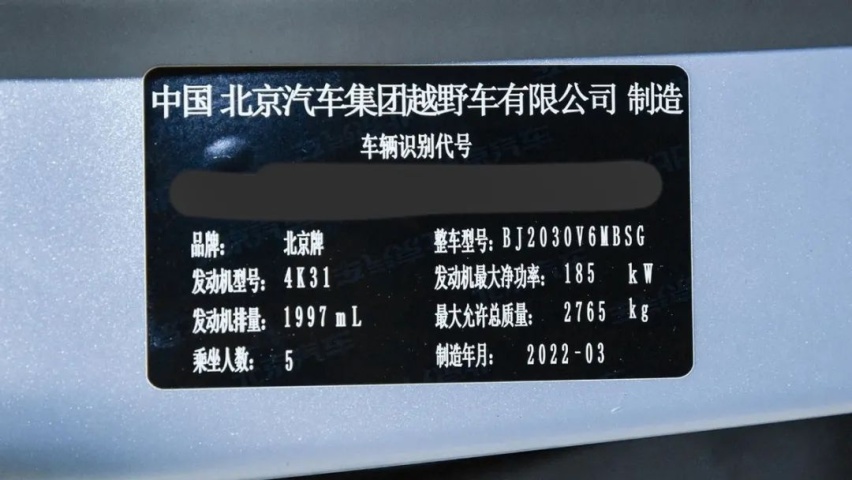 中国 北京汽车集团越野车有限公司 制造
车辆识别代号
品牌: 北京牌 整车型号: BJ2030V6MBSG
发动机型号: 4K31 发动机最大净功率: 185 kW
发动机排量: 1997 mL 最大允许总质量: 2765 kg
乘坐人数: 5 制造年月: 2022-03